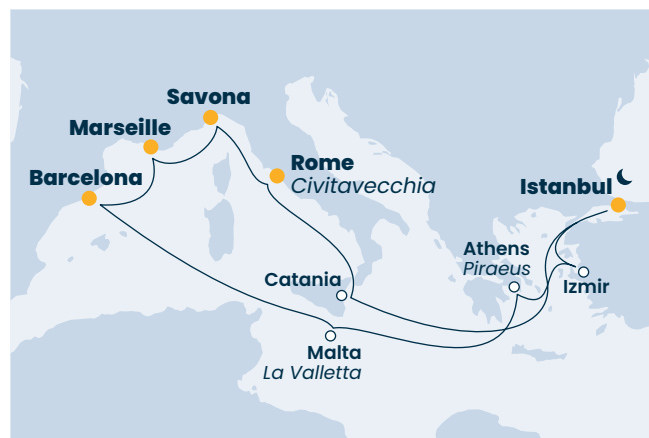 Savona
Marseille
Rome
Civitavecchia
Barcelona
Istanbul
Athens
Piraeus
Catania
Izmir
Malta
La Valletta